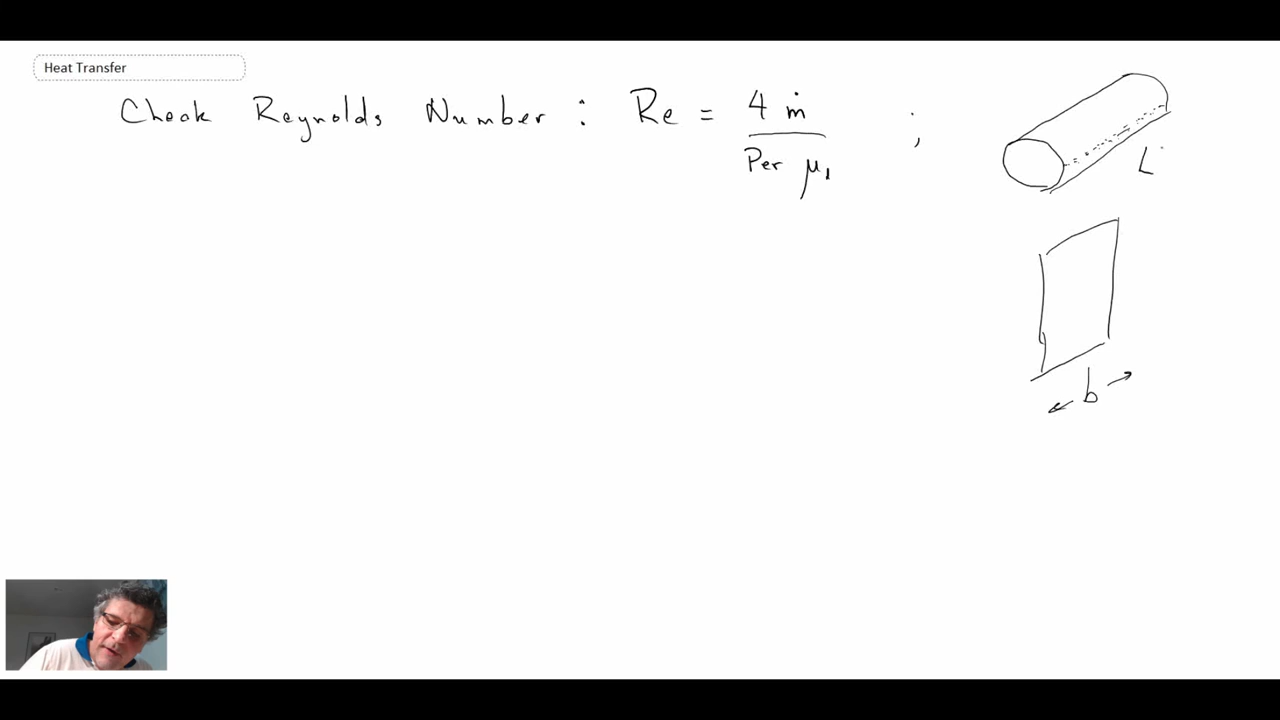 Heat Transfer
Check Reynolds Number : Re = 4 ṁ / Per μₗ ;
L
b